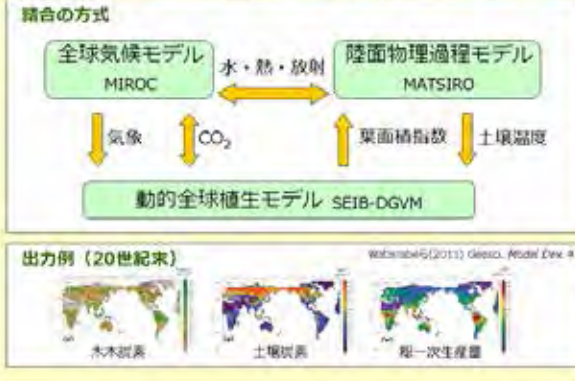 結合の方式
全球気候モデル
MIROC
水・熱・放射
陸面物理過程モデル
MATSIRO
気象
CO₂
葉面積指数
土壌温度
動的全球植生モデル SEIB-DGVM
出力例（20世紀末）
Watanabeら(2011) Geosci. Model Dev. 4
木本炭素
土壌炭素
粗一次生産量